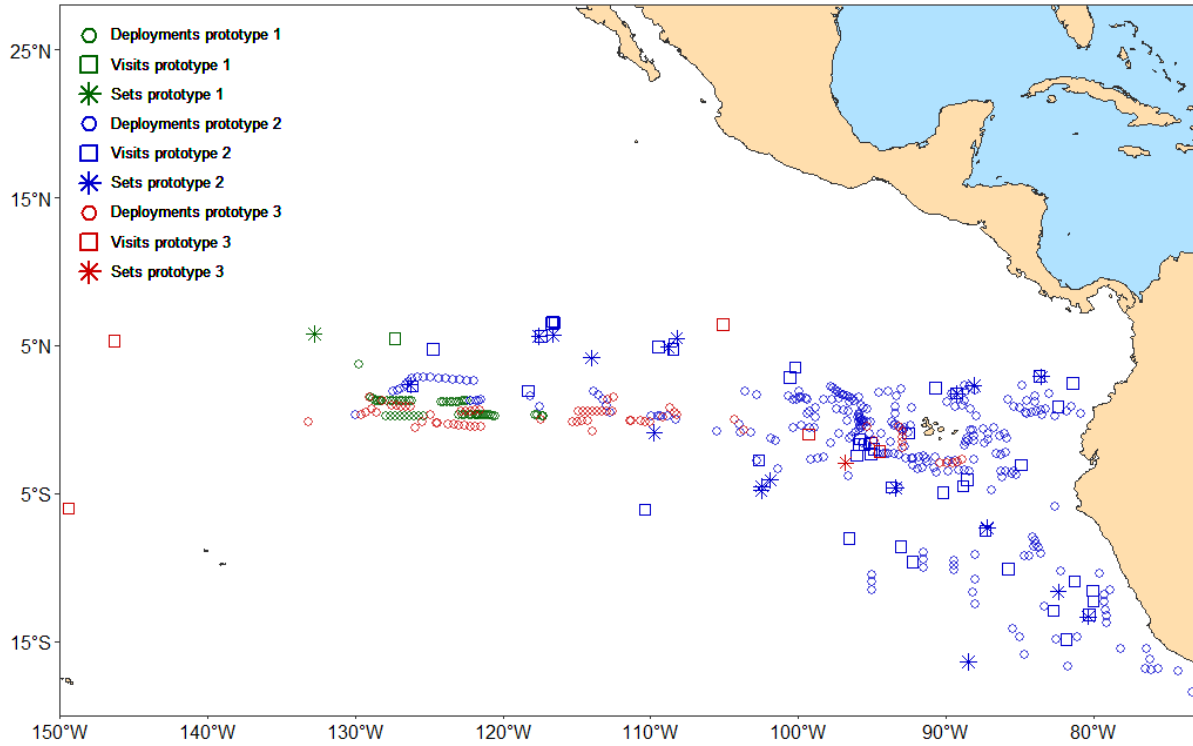 25°N
15°N
5°N
5°S
15°S
Deployments prototype 1
Visits prototype 1
Sets prototype 1
Deployments prototype 2
Visits prototype 2
Sets prototype 2
Deployments prototype 3
Visits prototype 3
Sets prototype 3
150°W 140°W 130°W 120°W 110°W 100°W 90°W 80°W